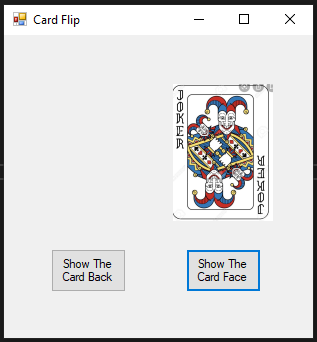 Card Flip
JOKER
JOKER
Show The
Card Back
Show The
Card Face